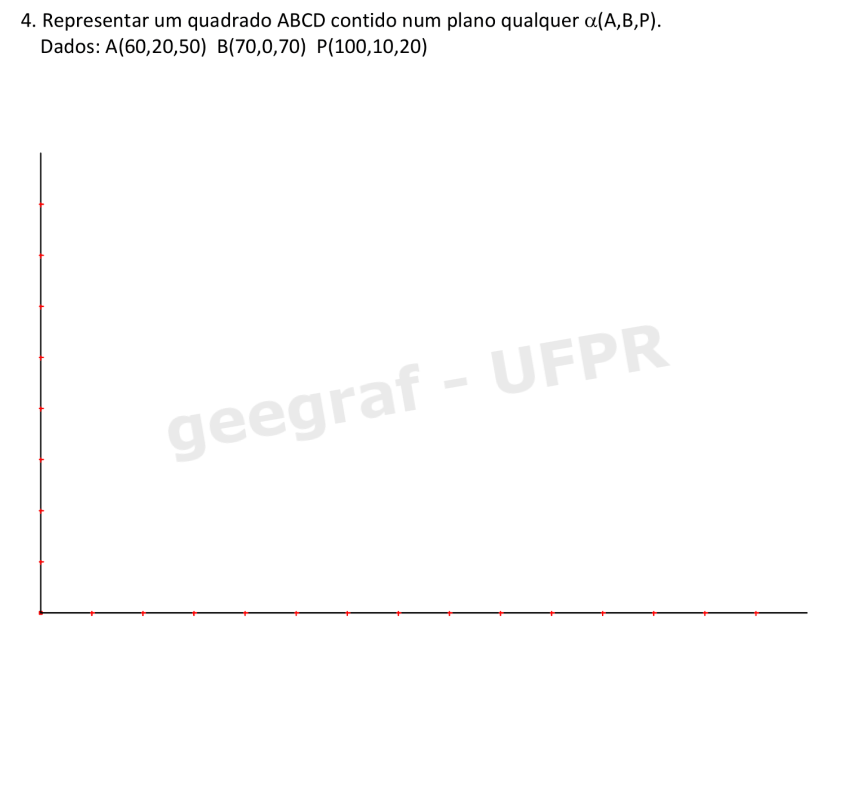 4. Representar um quadrado ABCD contido num plano qualquer α(A,B,P).
Dados: A(60,20,50) B(70,0,70) P(100,10,20)
geegraf - UFPR